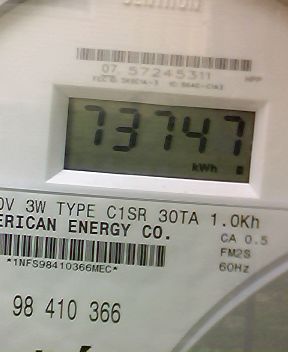 CENTRON
07 57245311
73747
kWh
0V 3W TYPE C1SR 30TA 1.0Kh
ERICAN ENERGY CO.
CA 0.5
FM2S
60Hz
*1NFS98410366MEC*
98 410 366